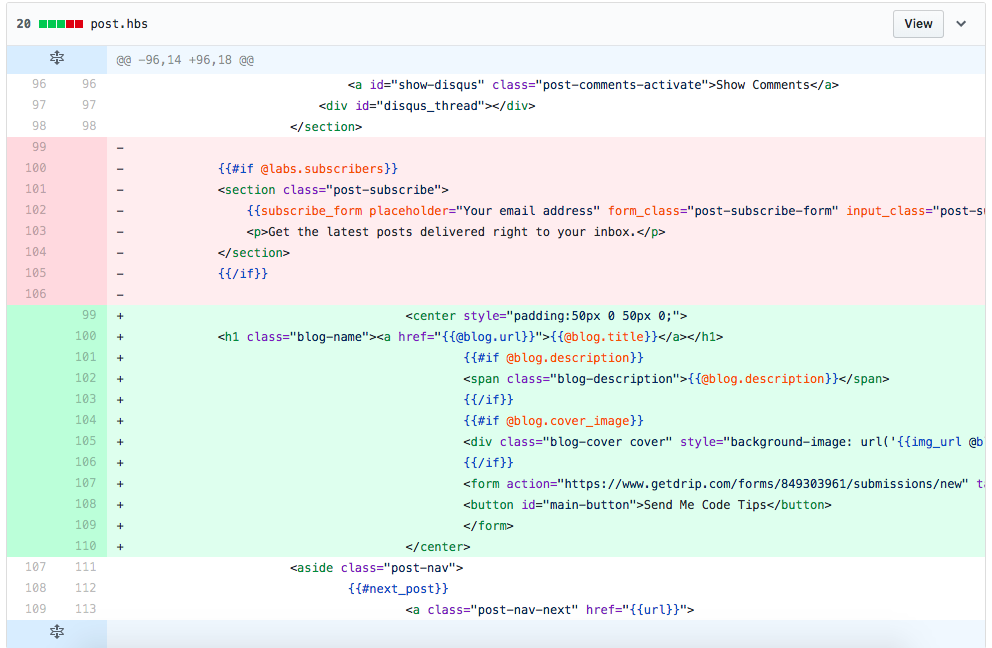 20 post.hbs View
@@ -96,14 +96,18 @@
96 96 <a id="show-disqus" class="post-comments-activate">Show Comments</a>
97 97 <div id="disqus_thread"></div>
98 98 </section>
99 -
100 - {{#if @labs.subscribers}}
101 - <section class="post-subscribe">
102 - {{subscribe_form placeholder="Your email address" form_class="post-subscribe-form" input_class="post-s
103 - <p>Get the latest posts delivered right to your inbox.</p>
104 - </section>
105 - {{/if}}
106 -
99 + <center style="padding:50px 0 50px 0;">
100 + <h1 class="blog-name"><a href="{{@blog.url}}">{{@blog.title}}</a></h1>
101 + {{#if @blog.description}}
102 + <span class="blog-description">{{@blog.description}}</span>
103 + {{/if}}
104 + {{#if @blog.cover_image}}
105 + <div class="blog-cover cover" style="background-image: url('{{img_url @b
106 + {{/if}}
107 + <form action="https://www.getdrip.com/forms/849303961/submissions/new" ta
108 + <button id="main-button">Send Me Code Tips</button>
109 + </form>
110 + </center>
107 111 <aside class="post-nav">
108 112 {{#next_post}}
109 113 <a class="post-nav-next" href="{{url}}">